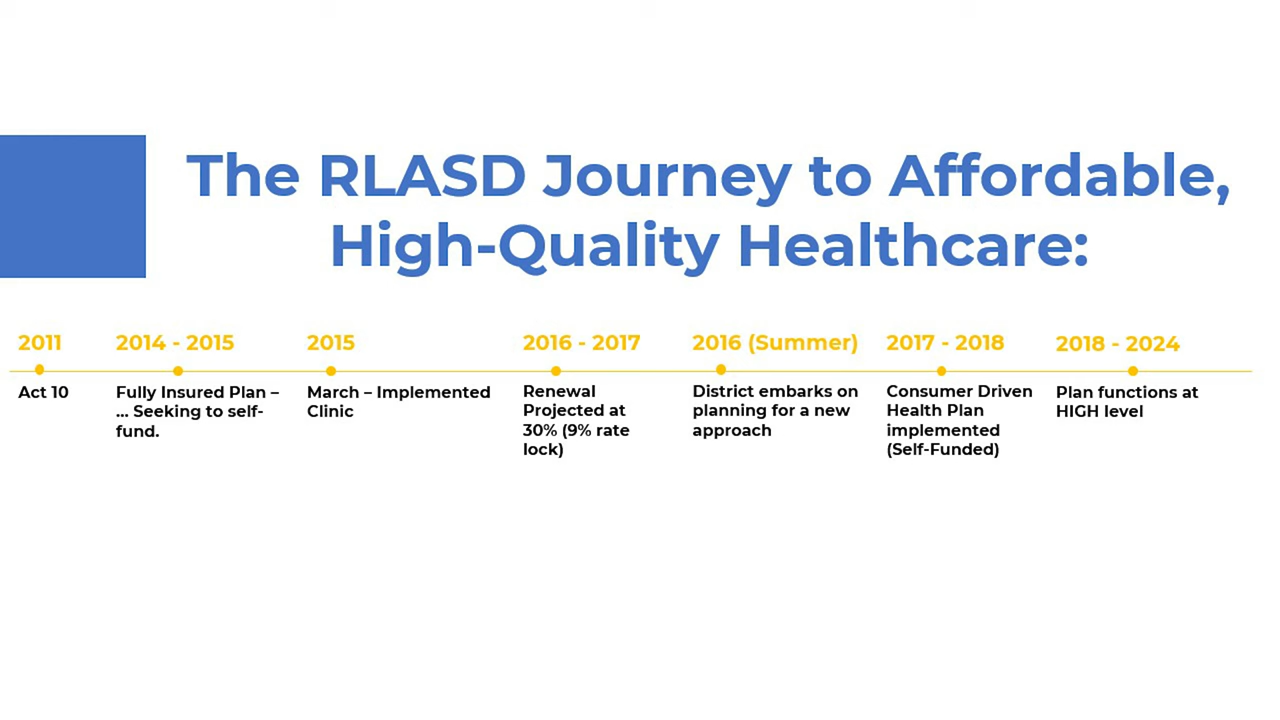 The RLASD Journey to Affordable,
High-Quality Healthcare:
2011
Act 10
2014 - 2015
Fully Insured Plan –
... Seeking to self-
fund.
2015
March – Implemented
Clinic
2016 - 2017
Renewal
Projected at
30% (9% rate
lock)
2016 (Summer)
District embarks on
planning for a new
approach
2017 - 2018
Consumer Driven
Health Plan
implemented
(Self-Funded)
2018 - 2024
Plan functions at
HIGH level